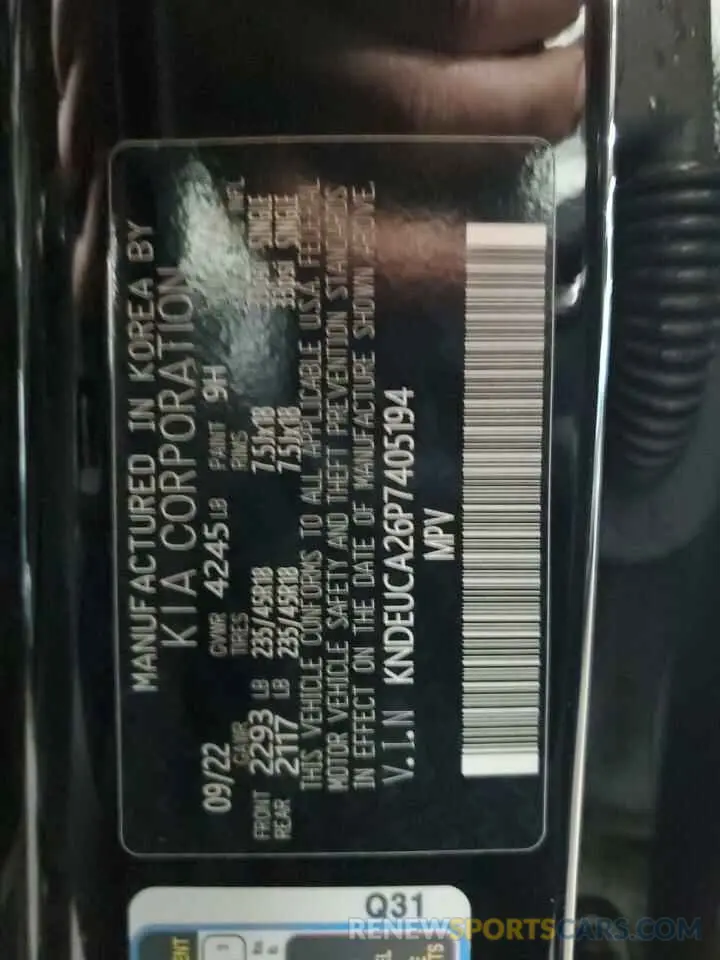 MANUFACTURED IN KOREA BY
KIA CORPORATION
09/22 GVWR 4245 LB PAINT 9H
GAWR TIRES RIMS
FRONT 2293 LB 235/45R18 7.5Jx18 SINGLE
REAR 2117 LB 235/45R18 7.5Jx18 SINGLE
THIS VEHICLE CONFORMS TO ALL APPLICABLE U.S.A. FEDERAL
MOTOR VEHICLE SAFETY AND THEFT PREVENTION STANDARDS
IN EFFECT ON THE DATE OF MANUFACTURE SHOWN ABOVE.
V.I.N KNDEUCA26P7405194
MPV
Q31
RENEWSPORTSCARS.COM